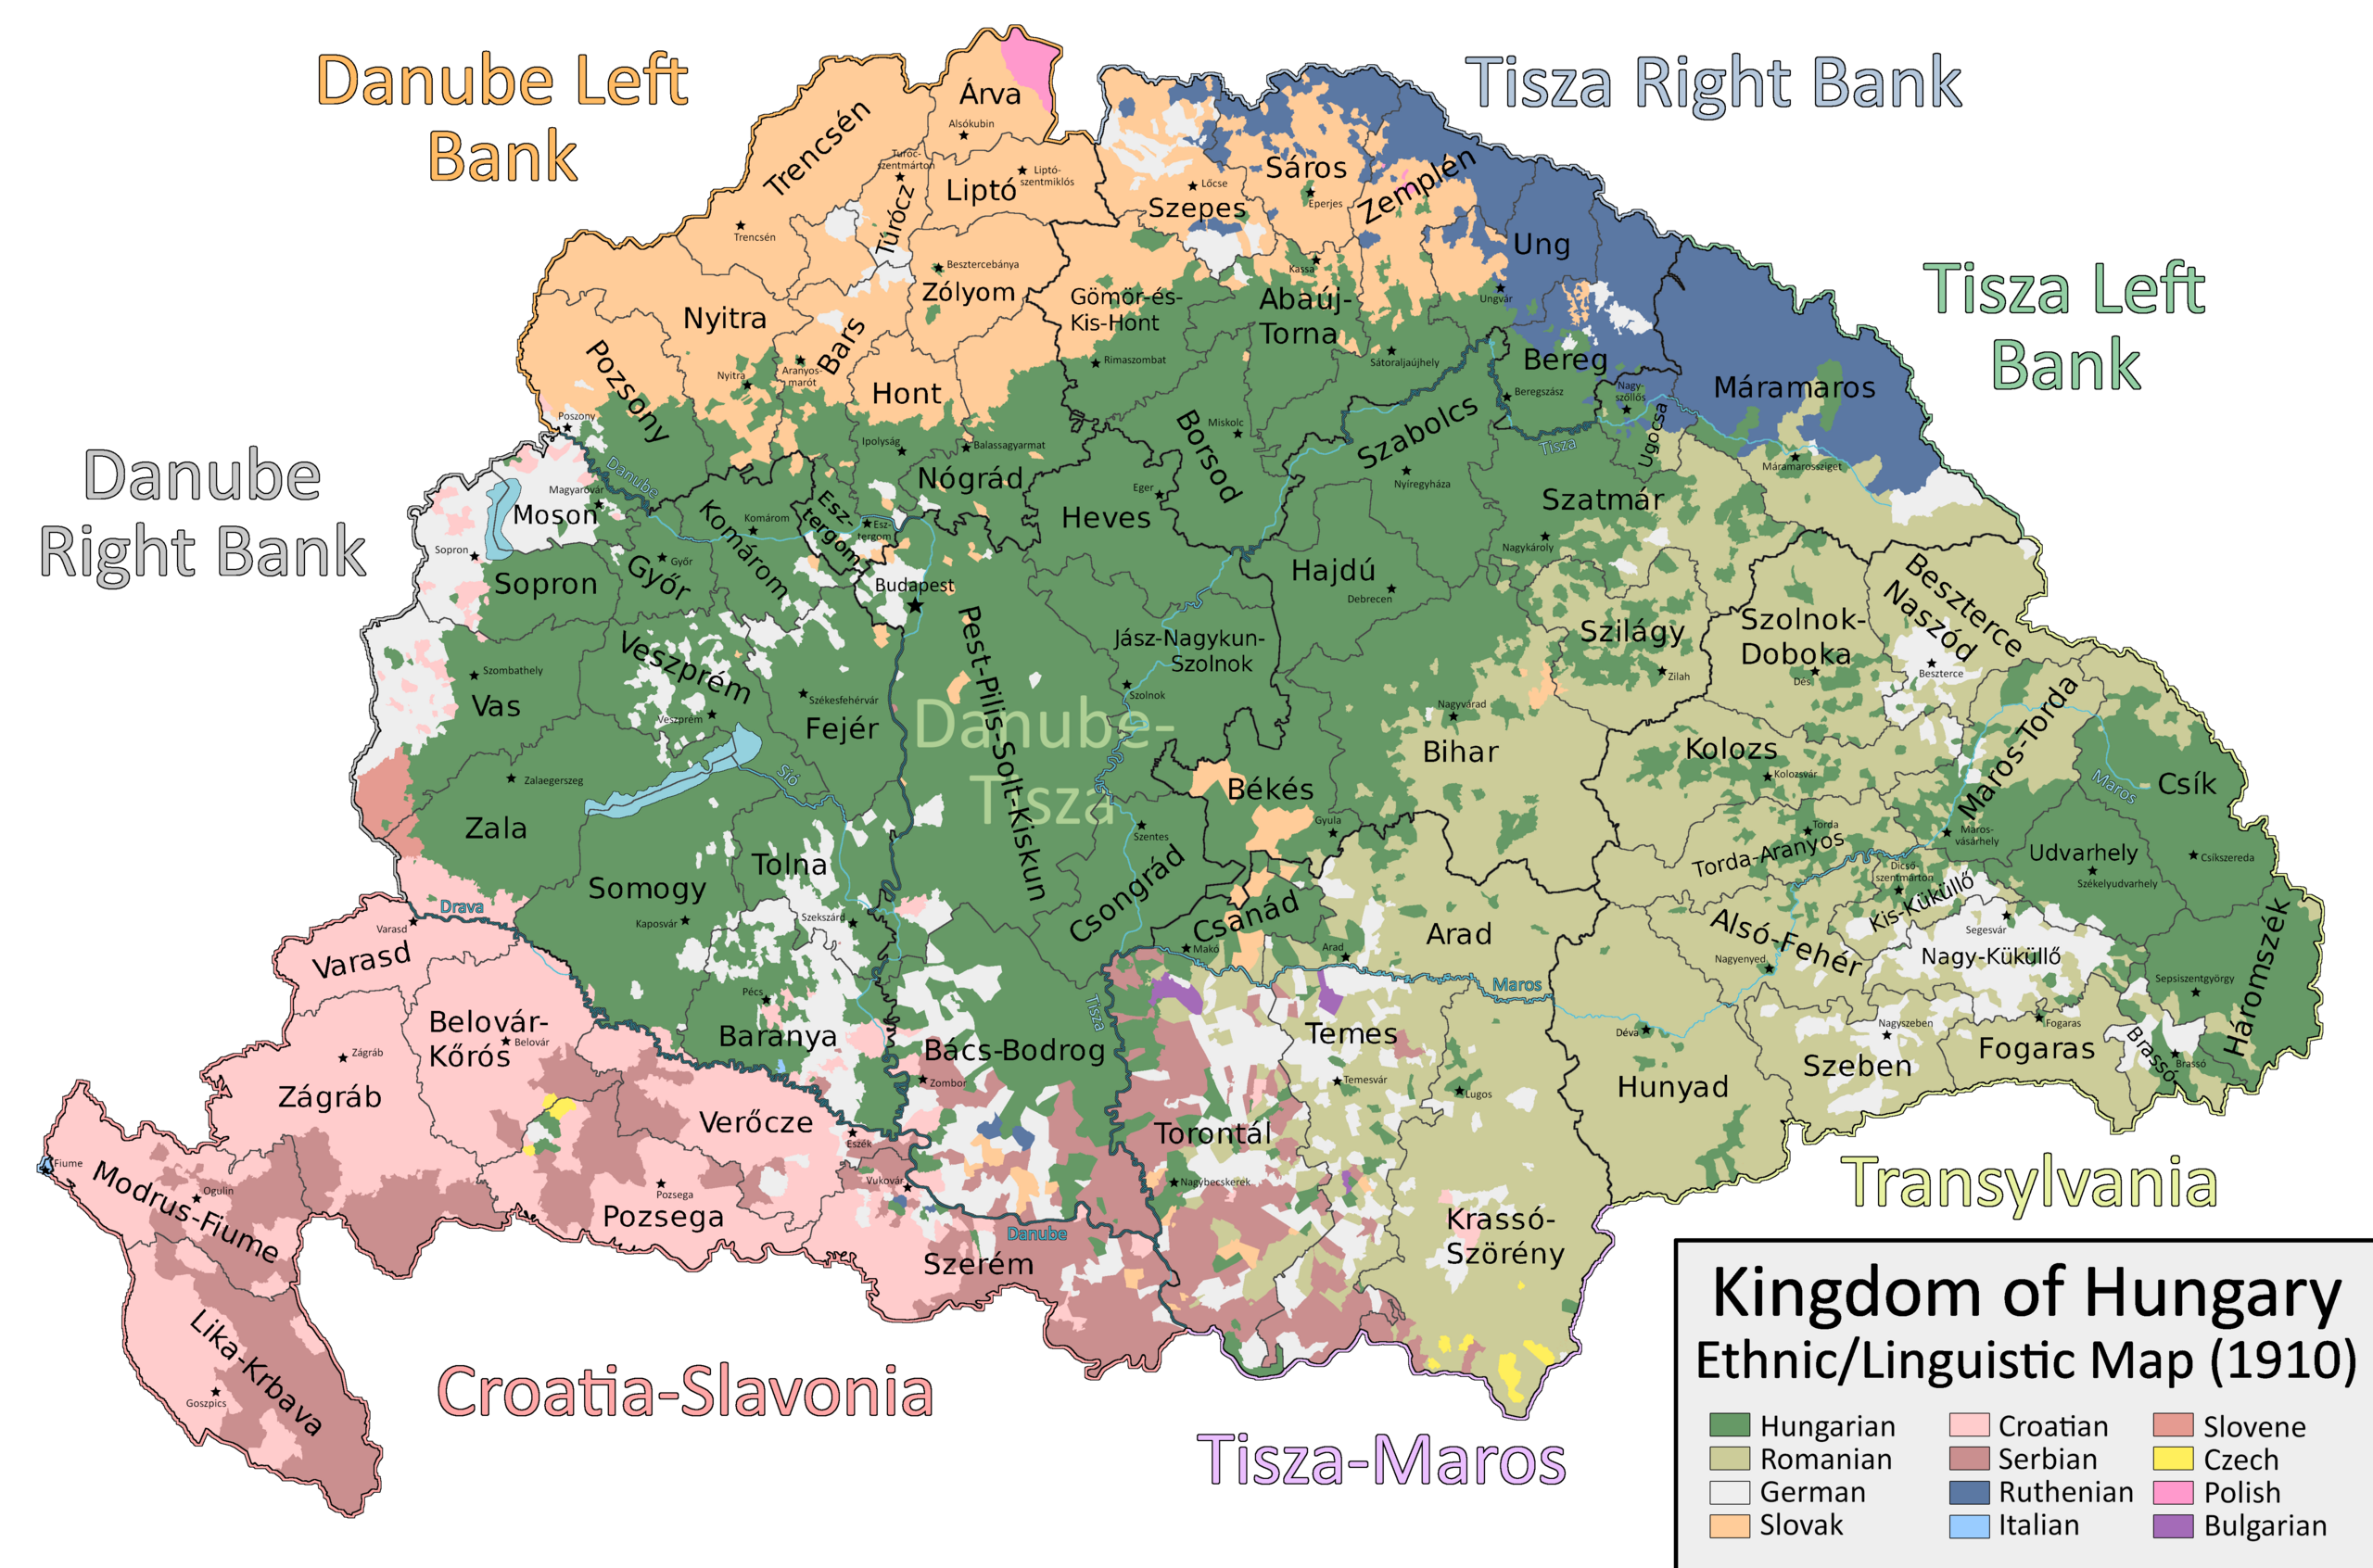 Danube Left
Bank
Tisza Right Bank
Tisza Left
Bank
Danube
Right Bank
Danube-
Tisza
Transylvania
Croatia-Slavonia
Tisza-Maros
Árva
Alsókubin
Trencsén
Trencsén
Turóc-
szentmárton
Túrócz
Liptó
Liptó-
szentmiklós
Szepes
Lőcse
Sáros
Eperjes
Zemplén
Ung
Ungvár
Nyitra
Nyitra
Bars
Aranyos-
marót
Zólyom
Besztercebánya
Gömör-és-
Kis-Hont
Rimaszombat
Abaúj-
Torna
Kassa
Sátoraljaújhely
Bereg
Beregszász
Máramaros
Máramarossziget
Nagy-
szőllős
Ugocsa
Pozsony
Poszony
Hont
Ipolyság
Balassagyarmat
Nógrád
Borsod
Miskolc
Szabolcs
Nyíregyháza
Tisza
Danube
Moson
Magyaróvár
Sopron
Sopron
Győr
Győr
Komárom
Komárom
Esz-
tergom
Esz-
tergom
Heves
Eger
Szatmár
Nagykároly
Hajdú
Debrecen
Budapest
Pest-Pilis-Solt-Kiskun
Jász-Nagykun-
Szolnok
Szolnok
Szilágy
Zilah
Szolnok-
Doboka
Dés
Beszterce
Naszód
Beszterce
Vas
Szombathely
Veszprém
Veszprém
Fejér
Székesfehérvár
Sió
Bihar
Nagyvárad
Kolozs
Kolozsvár
Maros-Torda
Maros-
vásárhely
Maros
Csík
Csíkszereda
Zala
Zalaegerszeg
Békés
Gyula
Szentes
Csongrád
Csanád
Makó
Torda-Aranyos
Torda
Dicső-
szentmárton
Kis-Küküllő
Udvarhely
Székelyudvarhely
Somogy
Kaposvár
Tolna
Szekszárd
Arad
Arad
Alsó-Fehér
Nagyenyed
Segesvár
Nagy-Küküllő
Háromszék
Sepsiszentgyörgy
Drava
Varasd
Varasd
Maros
Tisza
Pécs
Baranya
Bács-Bodrog
Zombor
Temes
Temesvár
Lugos
Déva
Hunyad
Nagyszeben
Szeben
Fogaras
Fogaras
Brassó
Brassó
Belovár-
Kőrós
Belovár
Zágráb
Zágráb
Verőcze
Eszék
Torontál
Nagybecskerek
Fiume
Modrus-Fiume
Ogulin
Pozsega
Pozsega
Vukovár
Danube
Szerém
Krassó-
Szörény
Lika-Krbava
Goszpics
Kingdom of Hungary
Ethnic/Linguistic Map (1910)
Hungarian
Romanian
German
Slovak
Croatian
Serbian
Ruthenian
Italian
Slovene
Czech
Polish
Bulgarian